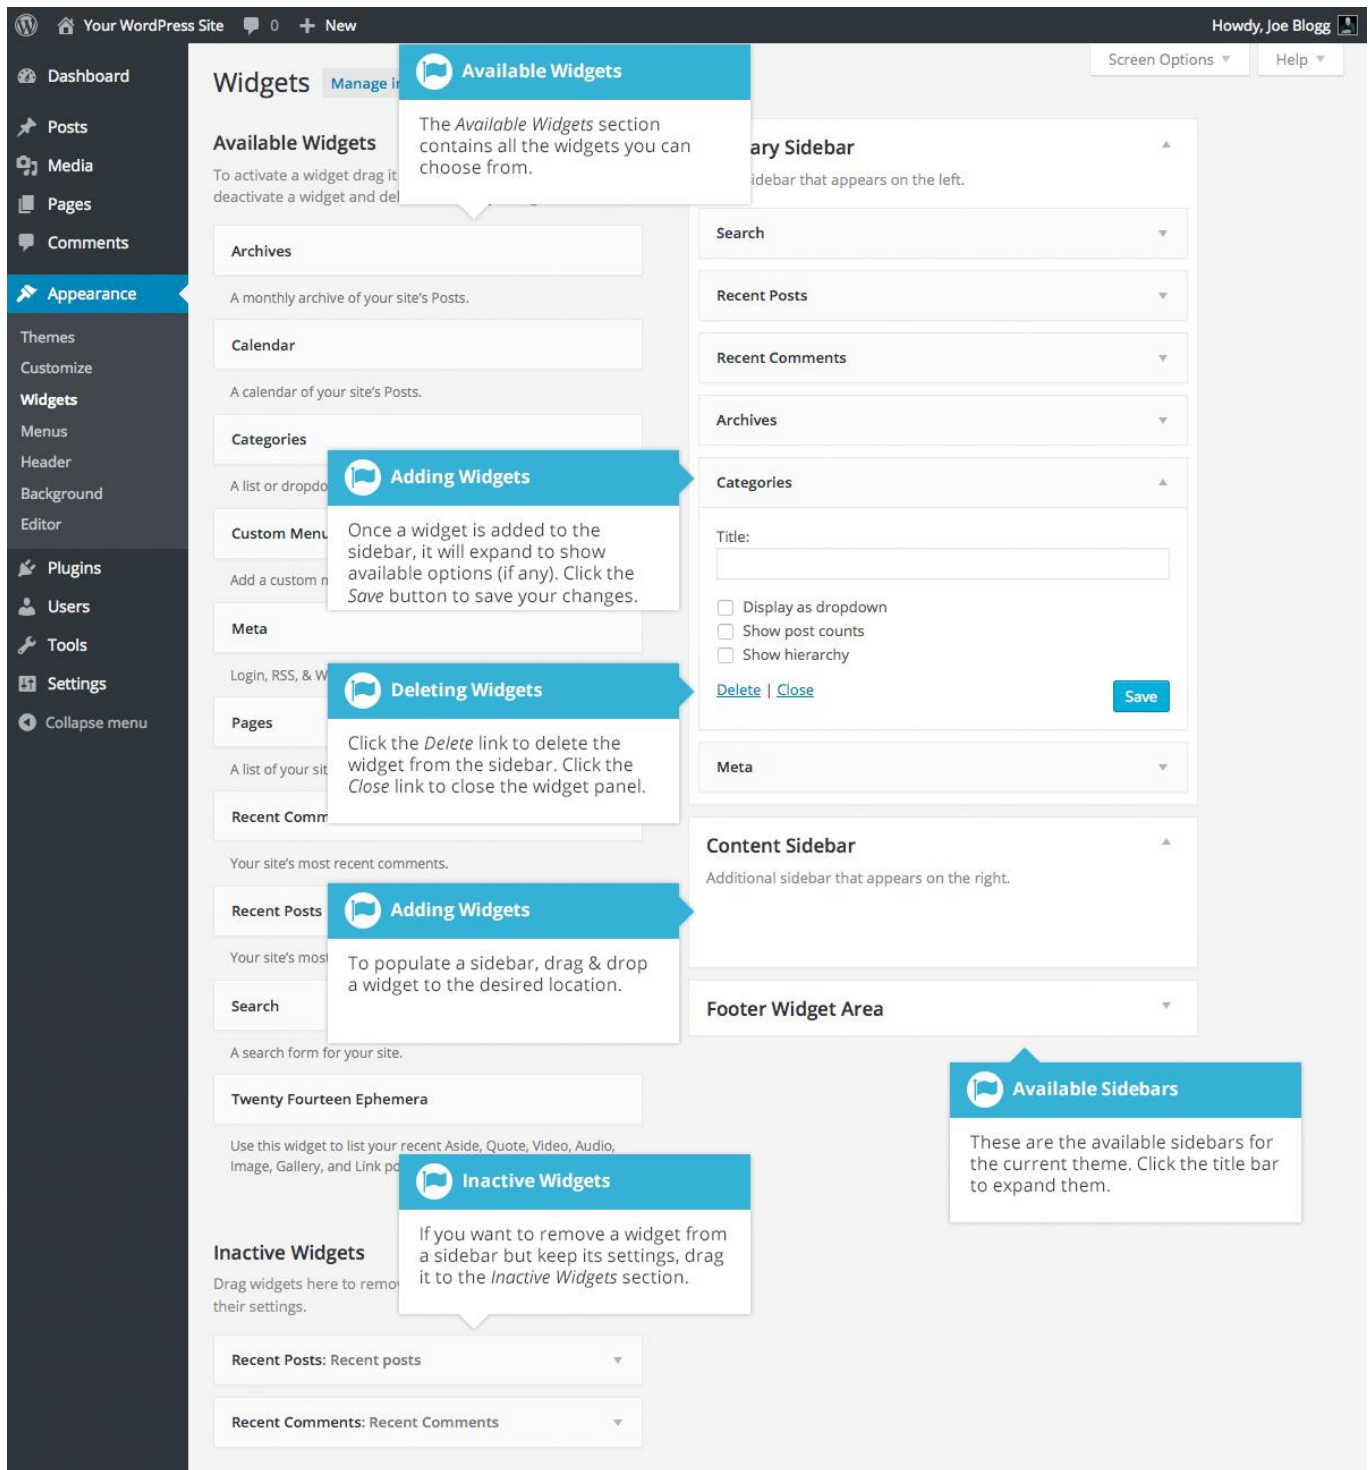 Your WordPress Site 0 + New
Howdy, Joe Blogg
Dashboard
Posts
Media
Pages
Comments
Appearance
Themes
Customize
Widgets
Menus
Header
Background
Editor
Plugins
Users
Tools
Settings
Collapse menu
Screen Options
Help
Widgets
Manage
Available Widgets
The Available Widgets section
contains all the widgets you can
choose from.
Available Widgets
To activate a widget drag it
deactivate a widget and
Archives
A monthly archive of your site's Posts.
Calendar
A calendar of your site's Posts.
Categories
A list or
Custom Menu
Add a custom
Meta
Login, RSS, &
Pages
A list of your
Recent
Your site's most recent comments.
Recent Posts
Your site's most
Search
A search form for your site.
Twenty Fourteen Ephemera
Use this widget to list your recent Aside, Quote, Video, Audio,
Image, Gallery, and Link
Adding Widgets
Once a widget is added to the
sidebar, it will expand to show
available options (if any). Click the
Save button to save your changes.
Deleting Widgets
Click the Delete link to delete the
widget from the sidebar. Click the
Close link to close the widget panel.
Adding Widgets
To populate a sidebar, drag & drop
a widget to the desired location.
Inactive Widgets
If you want to remove a widget from
a sidebar but keep its settings, drag
it to the Inactive Widgets section.
Inactive Widgets
Drag widgets here to
their settings.
Recent Posts: Recent posts
Recent Comments: Recent Comments
Sidebar
that appears on the left.
Search
Recent Posts
Recent Comments
Archives
Categories
Title:
Display as dropdown
Show post counts
Show hierarchy
Delete | Close
Save
Meta
Content Sidebar
Additional sidebar that appears on the right.
Footer Widget Area
Available Sidebars
These are the available sidebars for
the current theme. Click the title bar
to expand them.